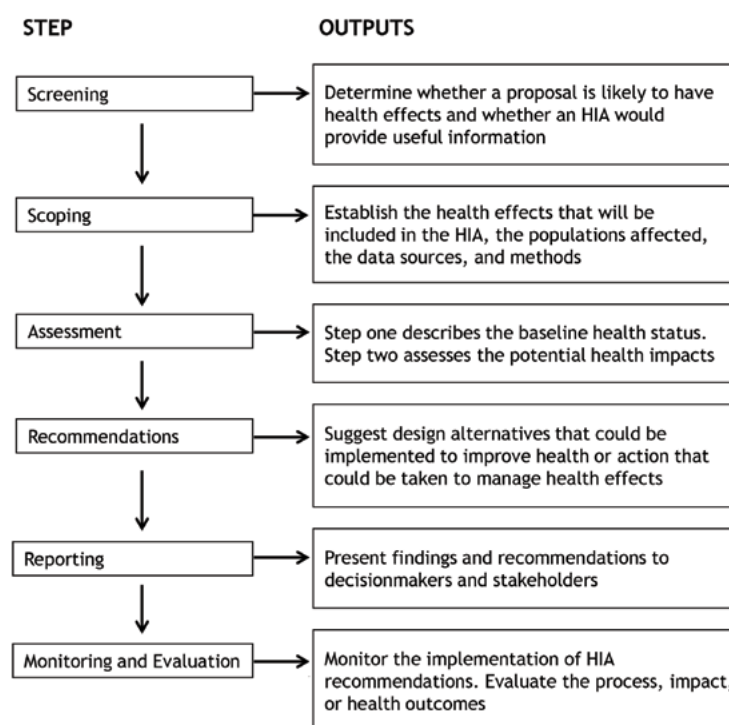 STEP
OUTPUTS
Screening
Determine whether a proposal is likely to have
health effects and whether an HIA would
provide useful information
Scoping
Establish the health effects that will be
included in the HIA, the populations affected,
the data sources, and methods
Assessment
Step one describes the baseline health status.
Step two assesses the potential health impacts
Recommendations
Suggest design alternatives that could be
implemented to improve health or action that
could be taken to manage health effects
Reporting
Present findings and recommendations to
decisionmakers and stakeholders
Monitoring and Evaluation
Monitor the implementation of HIA
recommendations. Evaluate the process, impact,
or health outcomes